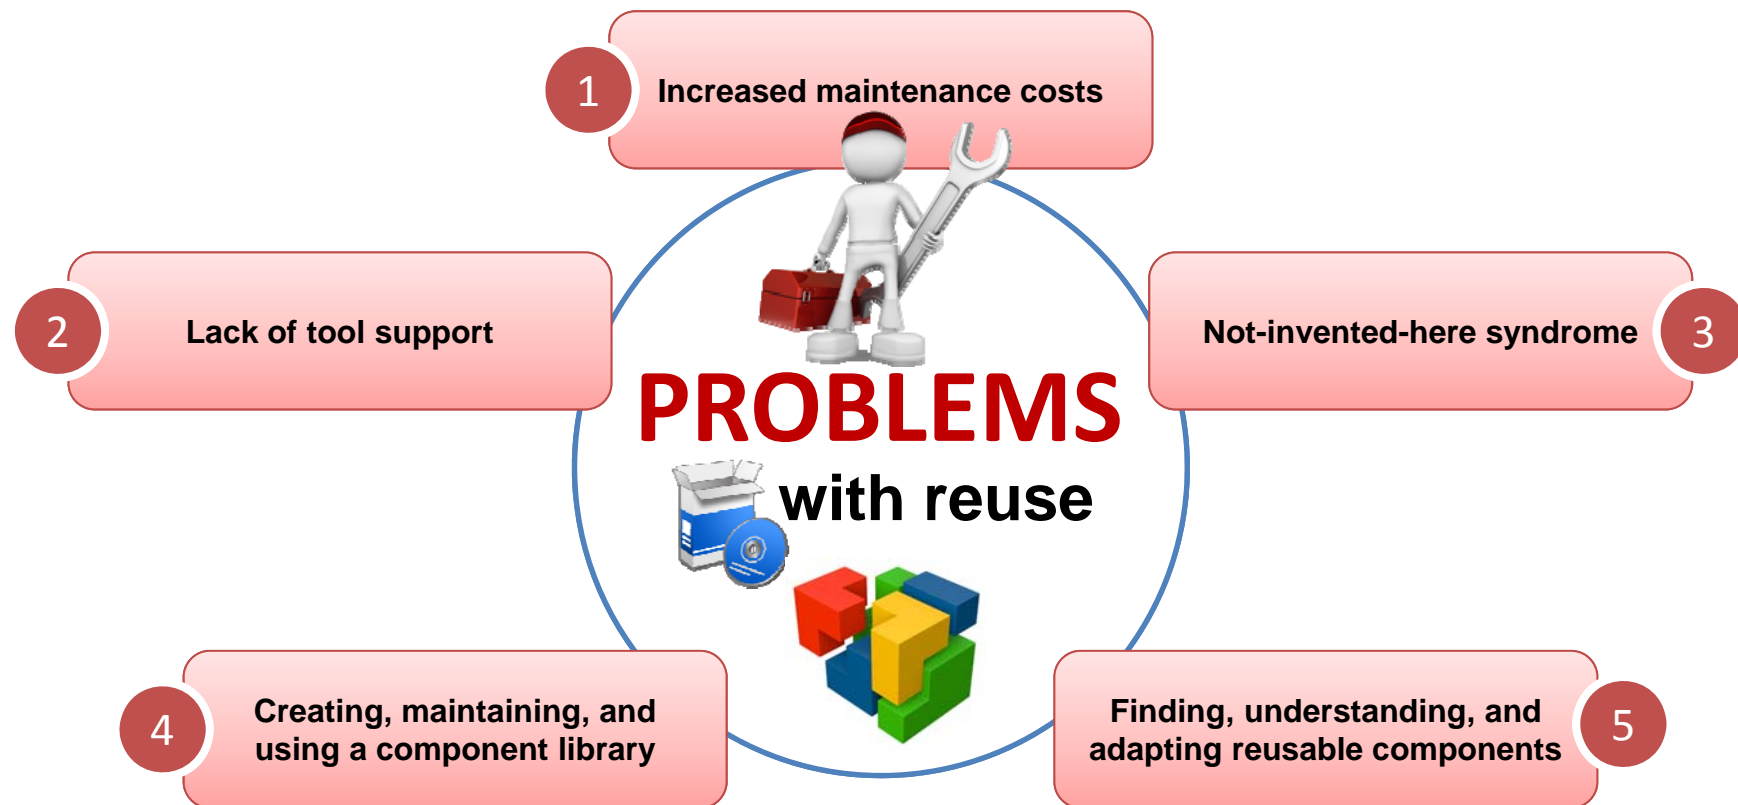 1
Increased maintenance costs
2
Lack of tool support
Not-invented-here syndrome
3
PROBLEMS
with reuse
4
Creating, maintaining, and
using a component library
Finding, understanding, and
adapting reusable components
5